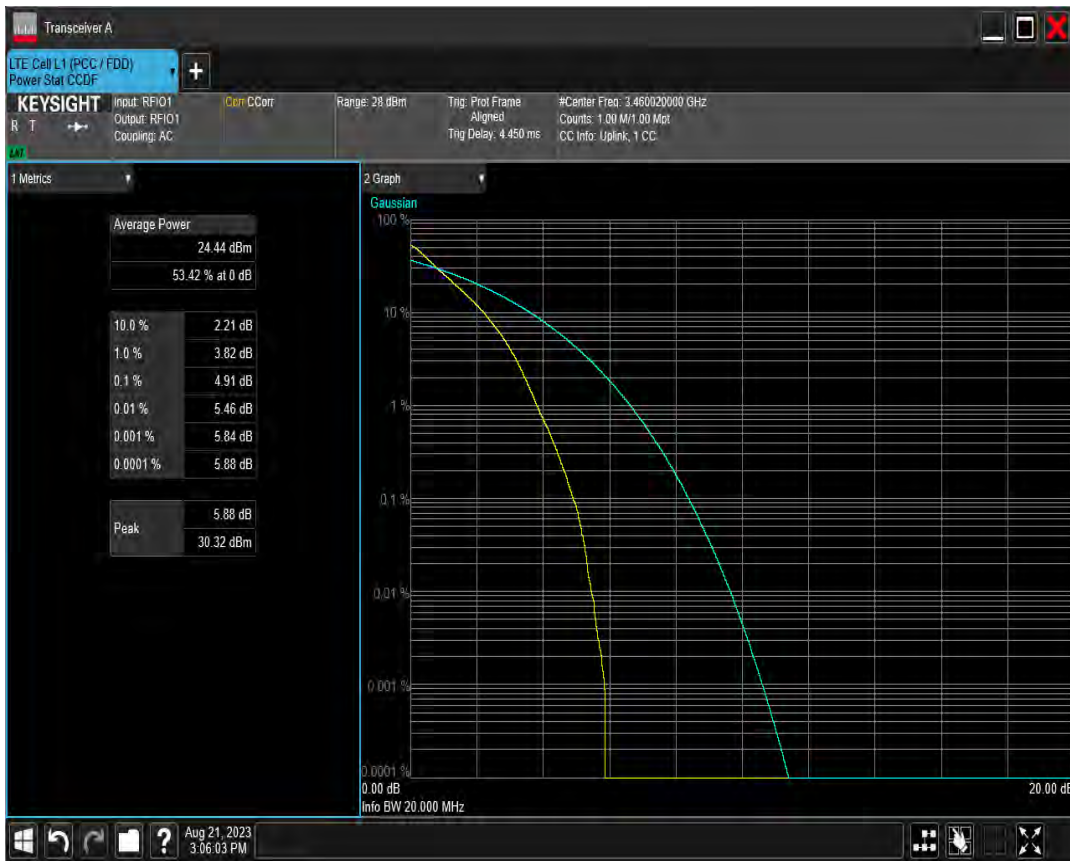 Transceiver A
LTE Cell L1 (PCC / FDD)
Power Stat CCDF
+
KEYSIGHT
R T
LXI
Input: RFIO1
Output: RFIO1
Coupling: AC
Corr CCorr
Range: 28 dBm
Trig: Prot Frame
Aligned
Trig Delay: 4.450 ms
#Center Freq: 3.460020000 GHz
Counts: 1.00 M/1.00 Mpt
CC Info: Uplink, 1 CC
1 Metrics
Average Power
24.44 dBm
53.42 % at 0 dB
10.0 % 2.21 dB
1.0 % 3.82 dB
0.1 % 4.91 dB
0.01 % 5.46 dB
0.001 % 5.84 dB
0.0001 % 5.88 dB
Peak 5.88 dB
30.32 dBm
2 Graph
Gaussian
100 %
10 %
1 %
0.1 %
0.01 %
0.001 %
0.0001 %
0.00 dB 20.00 dB
Info BW 20.000 MHz
?
Aug 21, 2023
3:06:03 PM